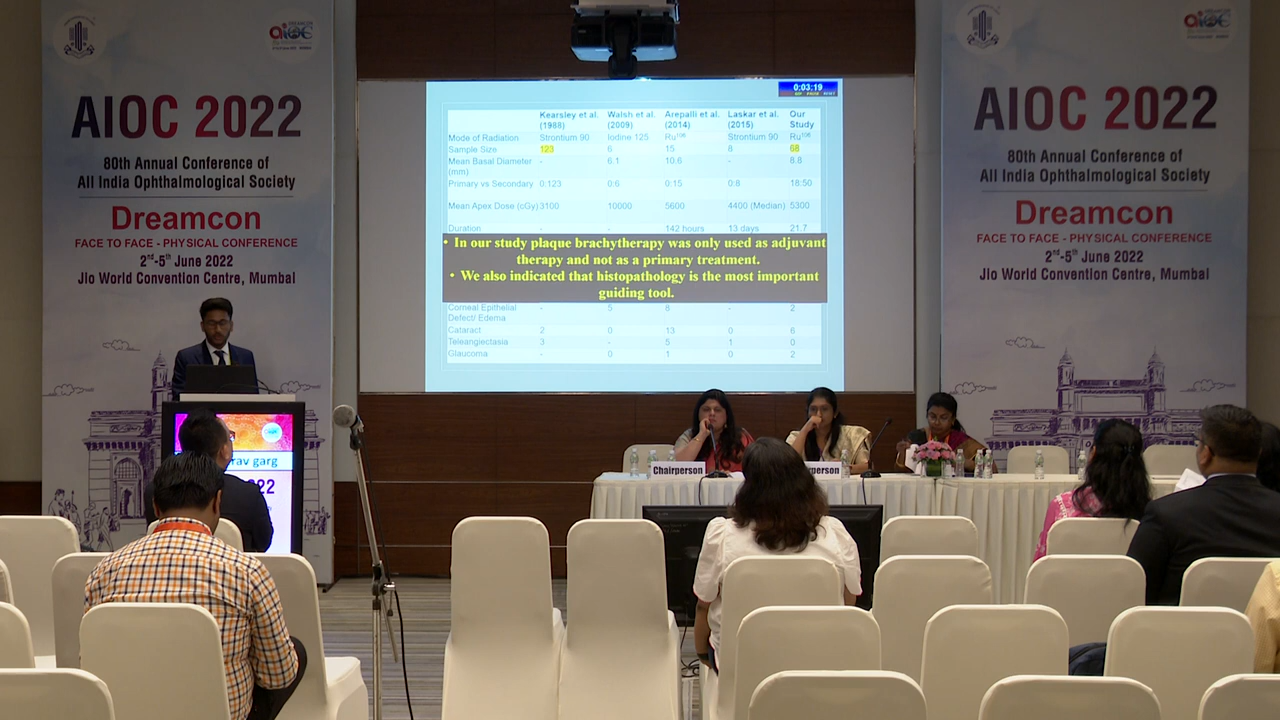 AIOC 2022
80th Annual Conference of
All India Ophthalmological Society
Dreamcon
FACE TO FACE - PHYSICAL CONFERENCE
2nd-5th June 2022
Jio World Convention Centre, Mumbai
0:03:19
Kearsley et al. (1988) Walsh et al. (2009) Arepalli et al. (2014) Laskar et al. (2015) Our Study
Mode of Radiation Strontium 90 Iodine 125 Ru106 Strontium 90 Ru106
Sample Size 123 6 15 8 68
Mean Basal Diameter (mm) - 6.1 10.6 - 8.8
Primary vs Secondary 0:123 0:6 0:15 0:8 18:50
Mean Apex Dose (cGy) 3100 10000 5600 4400 (Median) 5300
Duration - - 142 hours 13 days 21.7
• In our study plaque brachytherapy was only used as adjuvant
therapy and not as a primary treatment.
• We also indicated that histopathology is the most important
guiding tool.
Corneal Epithelial Defect/ Edema - 5 8 - 2
Cataract 2 0 13 0 6
Teleangiectasia 3 - 5 1 0
Glaucoma - 0 1 0 2
DREAMCON
aioc
AIOC 2022
80th Annual Conference of
All India Ophthalmological Society
Dreamcon
FACE TO FACE - PHYSICAL CONFERENCE
2nd-5th June 2022
Jio World Convention Centre, Mumbai
garg
Chairperson
person